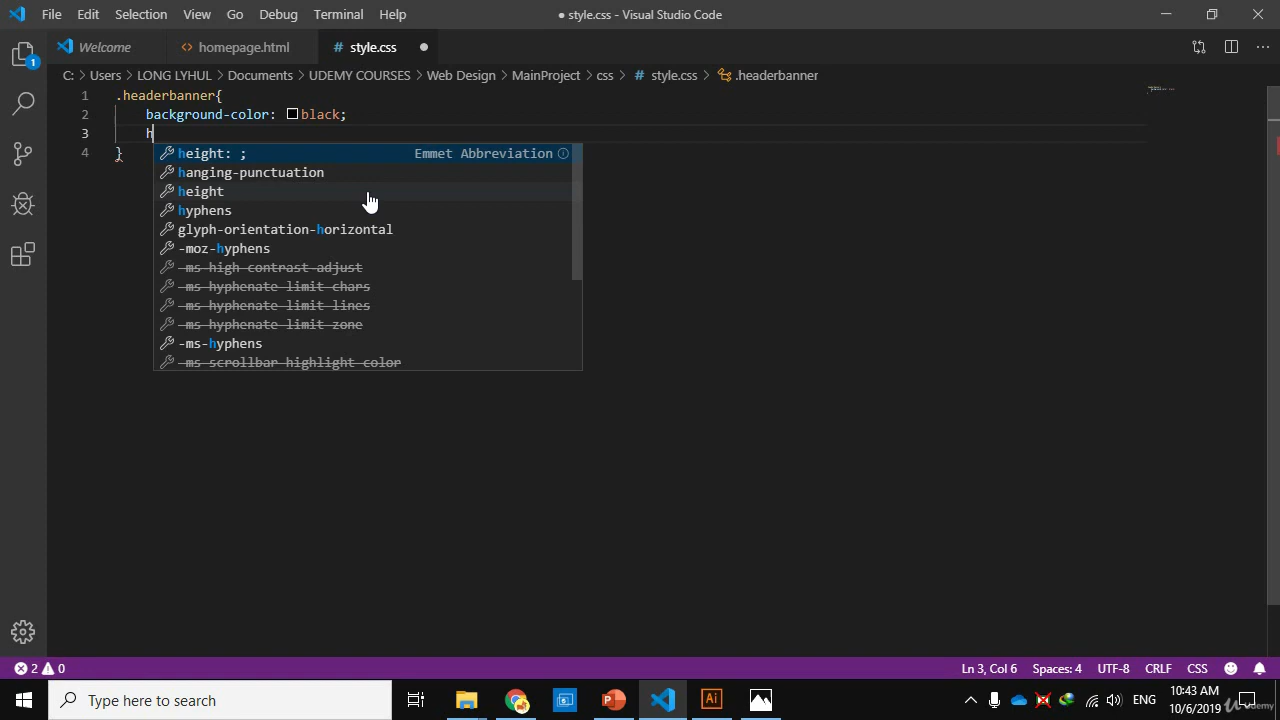 File Edit Selection View Go Debug Terminal Help
● style.css - Visual Studio Code
Welcome
<> homepage.html
# style.css ●
C: > Users > LONG LYHUL > Documents > UDEMY COURSES > Web Design > MainProject > css > # style.css > .headerbanner
1 .headerbanner{
2 background-color: black;
3 h
4 }
height: ; Emmet Abbreviation
hanging-punctuation
height
hyphens
glyph-orientation-horizontal
-moz-hyphens
-ms-high-contrast-adjust
-ms-hyphenate-limit-chars
-ms-hyphenate-limit-lines
-ms-hyphenate-limit-zone
-ms-hyphens
-ms-scrollbar-highlight-color
1
2 0
Ln 3, Col 6 Spaces: 4 UTF-8 CRLF CSS
Type here to search
Ai
ENG
10:43 AM
10/6/2019
Udemy